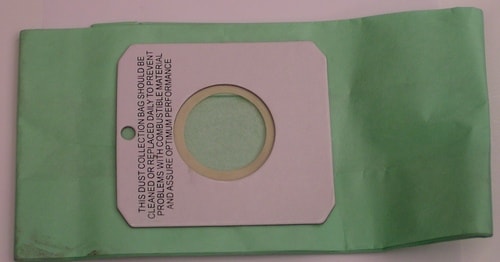 THIS DUST COLLECTION BAG SHOULD BE
CLEANED OR REPLACED DAILY TO PREVENT
PROBLEMS WITH COMBUSTIBLE MATERIAL
AND ASSURE OPTIMUM PERFORMANCE